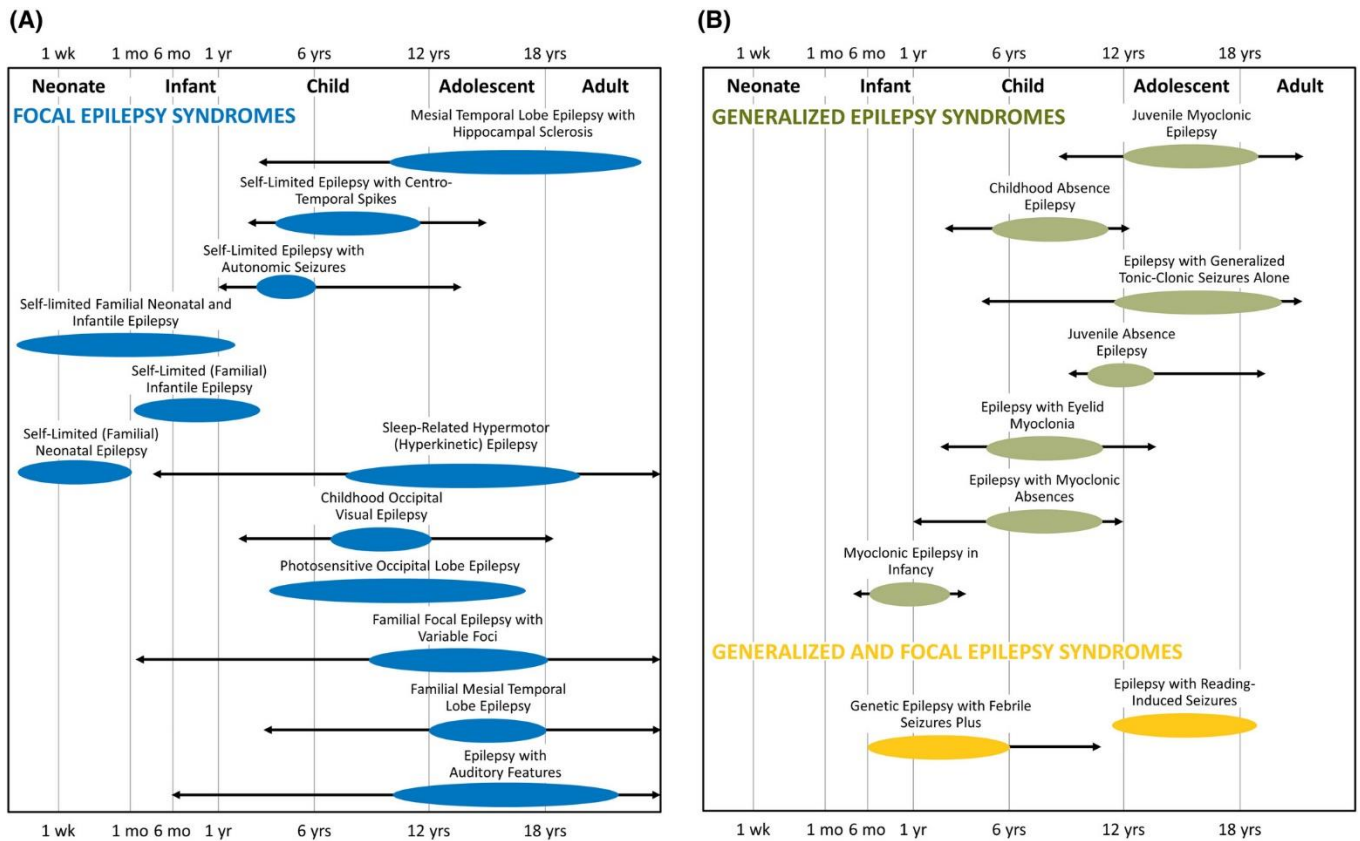 (A)
1 wk 1 mo 6 mo 1 yr 6 yrs 12 yrs 18 yrs
Neonate Infant Child Adolescent Adult
FOCAL EPILEPSY SYNDROMES
Mesial Temporal Lobe Epilepsy with
Hippocampal Sclerosis
Self-Limited Epilepsy with Centro-
Temporal Spikes
Self-Limited Epilepsy with
Autonomic Seizures
Self-limited Familial Neonatal and
Infantile Epilepsy
Self-Limited (Familial)
Infantile Epilepsy
Self-Limited (Familial)
Neonatal Epilepsy
Sleep-Related Hypermotor
(Hyperkinetic) Epilepsy
Childhood Occipital
Visual Epilepsy
Photosensitive Occipital Lobe Epilepsy
Familial Focal Epilepsy with
Variable Foci
Familial Mesial Temporal
Lobe Epilepsy
Epilepsy with
Auditory Features
1 wk 1 mo 6 mo 1 yr 6 yrs 12 yrs 18 yrs
(B)
1 wk 1 mo 6 mo 1 yr 6 yrs 12 yrs 18 yrs
Neonate Infant Child Adolescent Adult
GENERALIZED EPILEPSY SYNDROMES
Juvenile Myoclonic
Epilepsy
Childhood Absence
Epilepsy
Epilepsy with Generalized
Tonic-Clonic Seizures Alone
Juvenile Absence
Epilepsy
Epilepsy with Eyelid
Myoclonia
Epilepsy with Myoclonic
Absences
Myoclonic Epilepsy in
Infancy
GENERALIZED AND FOCAL EPILEPSY SYNDROMES
Epilepsy with Reading-
Induced Seizures
Genetic Epilepsy with Febrile
Seizures Plus
1 wk 1 mo 6 mo 1 yr 6 yrs 12 yrs 18 yrs